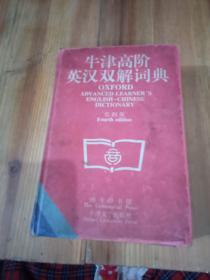 牛津高阶
英汉双解词典
OXFORD
ADVANCED LEARNER'S
ENGLISH-CHINESE
DICTIONARY
第四版
Fourth edition
商务印书馆
The Commercial Press
牛津大学出版社
Oxford University Press